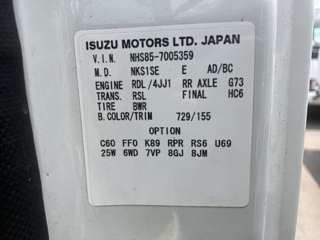 ISUZU MOTORS LTD. JAPAN
V.I.N. NHS85-7005359
M.D. NKS1SE E AD/BC
ENGINE RDL/4JJ1 RR AXLE G73
TRANS. RSL FINAL HC6
TIRE BWR
B.COLOR/TRIM 729/155
OPTION
C60 FF0 K89 RPR RS6 U69
25W 6WD 7VP 8GJ 8JM